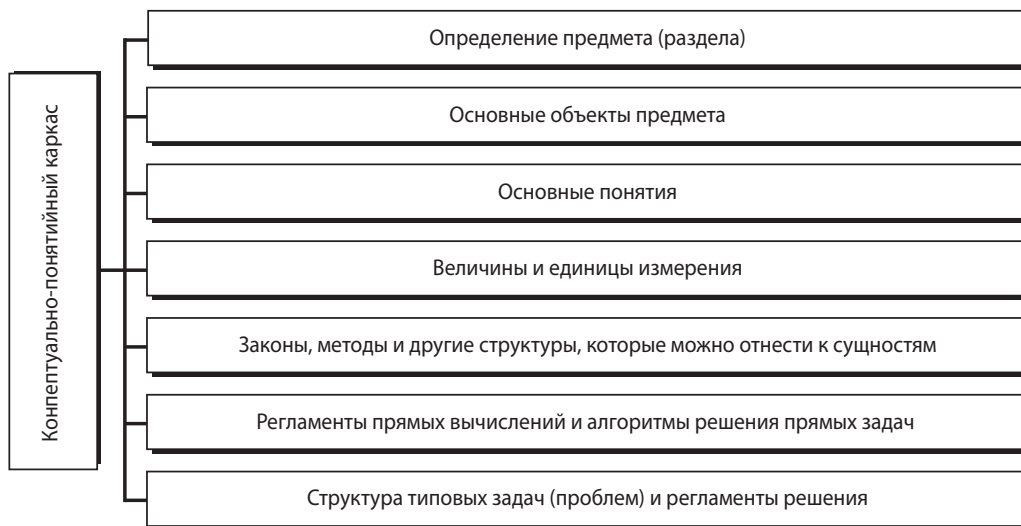 Конпептуально-понятийный каркас
Определение предмета (раздела)
Основные объекты предмета
Основные понятия
Величины и единицы измерения
Законы, методы и другие структуры, которые можно отнести к сущностям
Регламенты прямых вычислений и алгоритмы решения прямых задач
Структура типовых задач (проблем) и регламенты решения